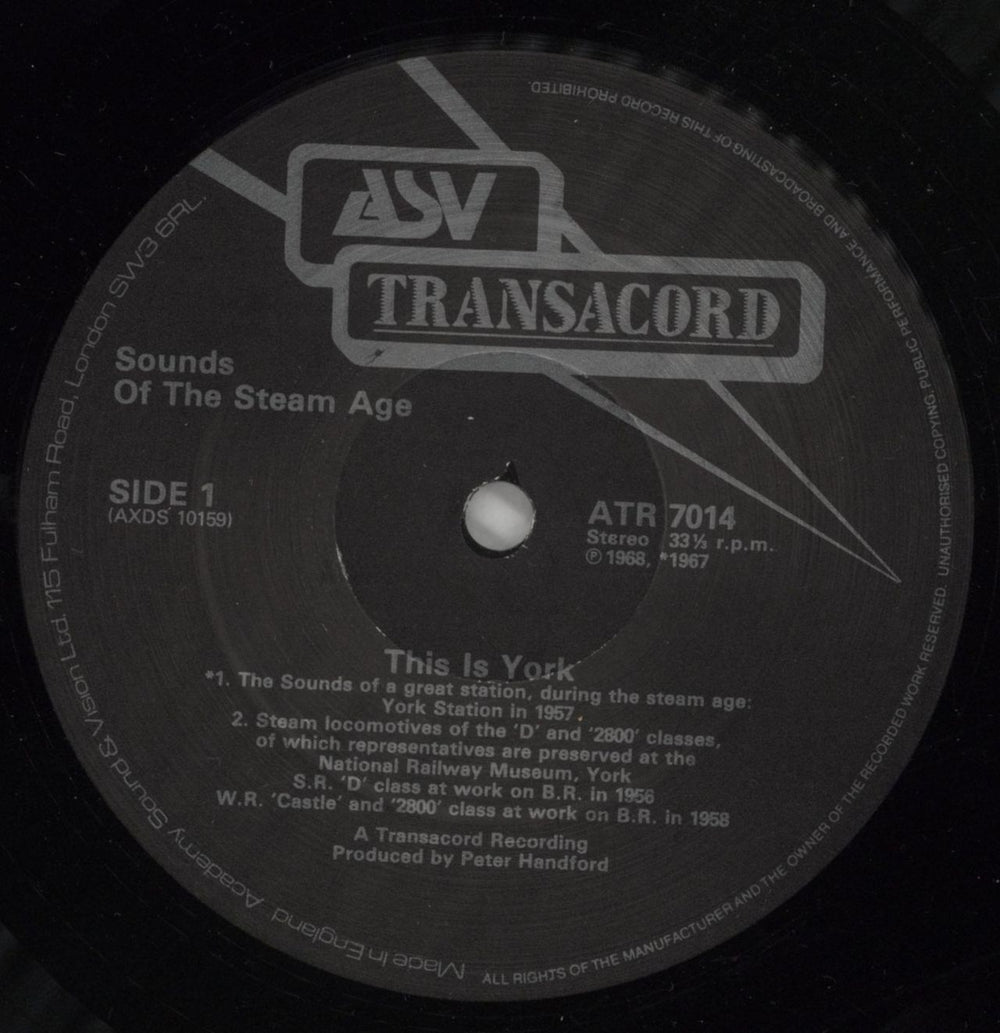 ASV
TRANSACORD
Sounds
Of The Steam Age
SIDE 1
(AXDS 10159)
ATR 7014
Stereo 33⅓ r.p.m.
℗ 1968, *1967
This Is York
*1. The Sounds of a great station, during the steam age:
York Station in 1957.
2. Steam locomotives of the 'D' and '2800' classes,
of which representatives are preserved at the
National Railway Museum, York
S.R. 'D' class at work on B.R. in 1956
W.R. 'Castle' and '2800' class at work on B.R. in 1958
A Transacord Recording
Produced by Peter Handford
Made in England Academy Sound & Vision Ltd. 115 Fulham Road, London SW3 6RL.
ALL RIGHTS OF THE MANUFACTURER AND THE OWNER OF THE RECORDED WORK RESERVED. UNAUTHORISED COPYING, PUBLIC PERFORMANCE AND BROADCASTING OF THIS RECORD PROHIBITED.